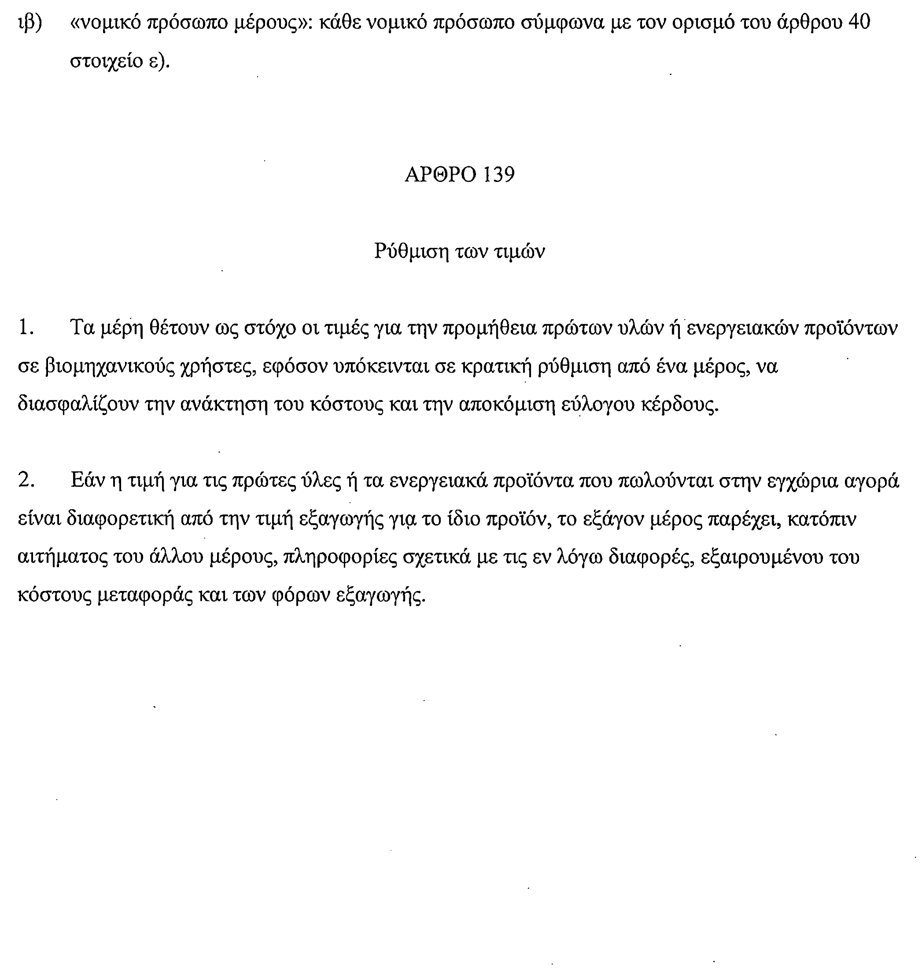 ιβ) «νομικό πρόσωπο μέρους»: κάθε νομικό πρόσωπο σύμφωνα με τον ορισμό του άρθρου 40
στοιχείο ε).
ΑΡΘΡΟ 139
Ρύθμιση των τιμών
1. Τα μέρη θέτουν ως στόχο οι τιμές για την προμήθεια πρώτων υλών ή ενεργειακών προϊόντων
σε βιομηχανικούς χρήστες, εφόσον υπόκεινται σε κρατική ρύθμιση από ένα μέρος, να
διασφαλίζουν την ανάκτηση του κόστους και την αποκόμιση εύλογου κέρδους.
2. Εάν η τιμή για τις πρώτες ύλες ή τα ενεργειακά προϊόντα που πωλούνται στην εγχώρια αγορά
είναι διαφορετική από την τιμή εξαγωγής για το ίδιο προϊόν, το εξάγον μέρος παρέχει, κατόπιν
αιτήματος του άλλου μέρους, πληροφορίες σχετικά με τις εν λόγω διαφορές, εξαιρουμένου του
κόστους μεταφοράς και των φόρων εξαγωγής.